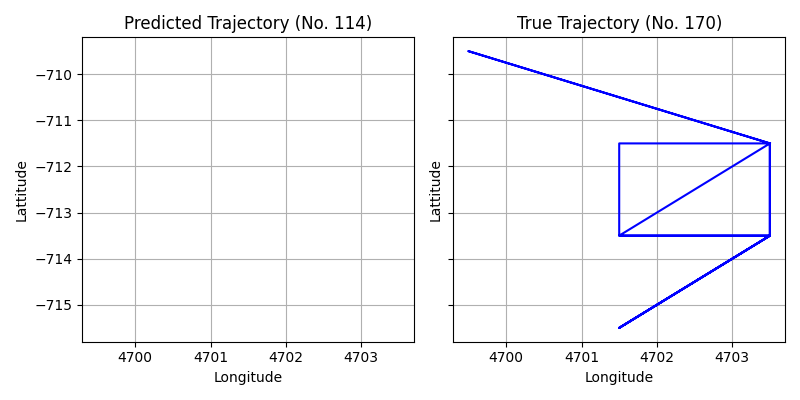 Predicted Trajectory (No. 114)
True Trajectory (No. 170)
Lattitude
−710
−711
−712
−713
−714
−715
4700
4701
4702
4703
Longitude
Lattitude
4700
4701
4702
4703
Longitude